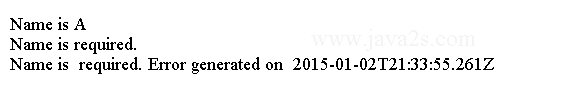 Name is A
Name is required.
www.java2s.com
Name is  required. Error generated on  2015-01-02T21:33:55.261Z